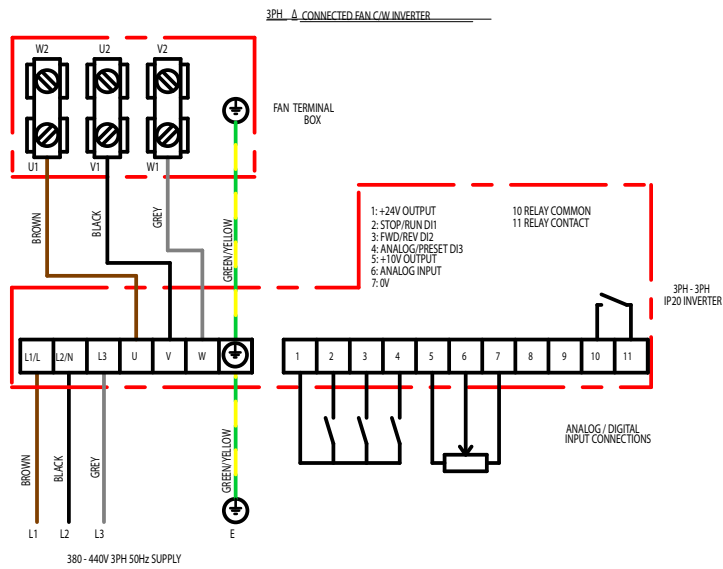 3PH Δ CONNECTED FAN C/W INVERTER
W2 U2 V2
FAN TERMINAL
BOX
U1 V1 W1
BROWN
BLACK
GREY
GREEN/YELLOW
1: +24V OUTPUT
2: STOP/RUN DI1
3: FWD/REV DI2
4: ANALOG/PRESET DI3
5: +10V OUTPUT
6: ANALOG INPUT
7: 0V
10 RELAY COMMON
11 RELAY CONTACT
3PH - 3PH
IP20 INVERTER
L1/L L2/N L3 U V W
1 2 3 4 5 6 7 8 9 10 11
ANALOG / DIGITAL
INPUT CONNECTIONS
BROWN
BLACK
GREY
GREEN/YELLOW
L1 L2 L3 E
380 - 440V 3PH 50Hz SUPPLY